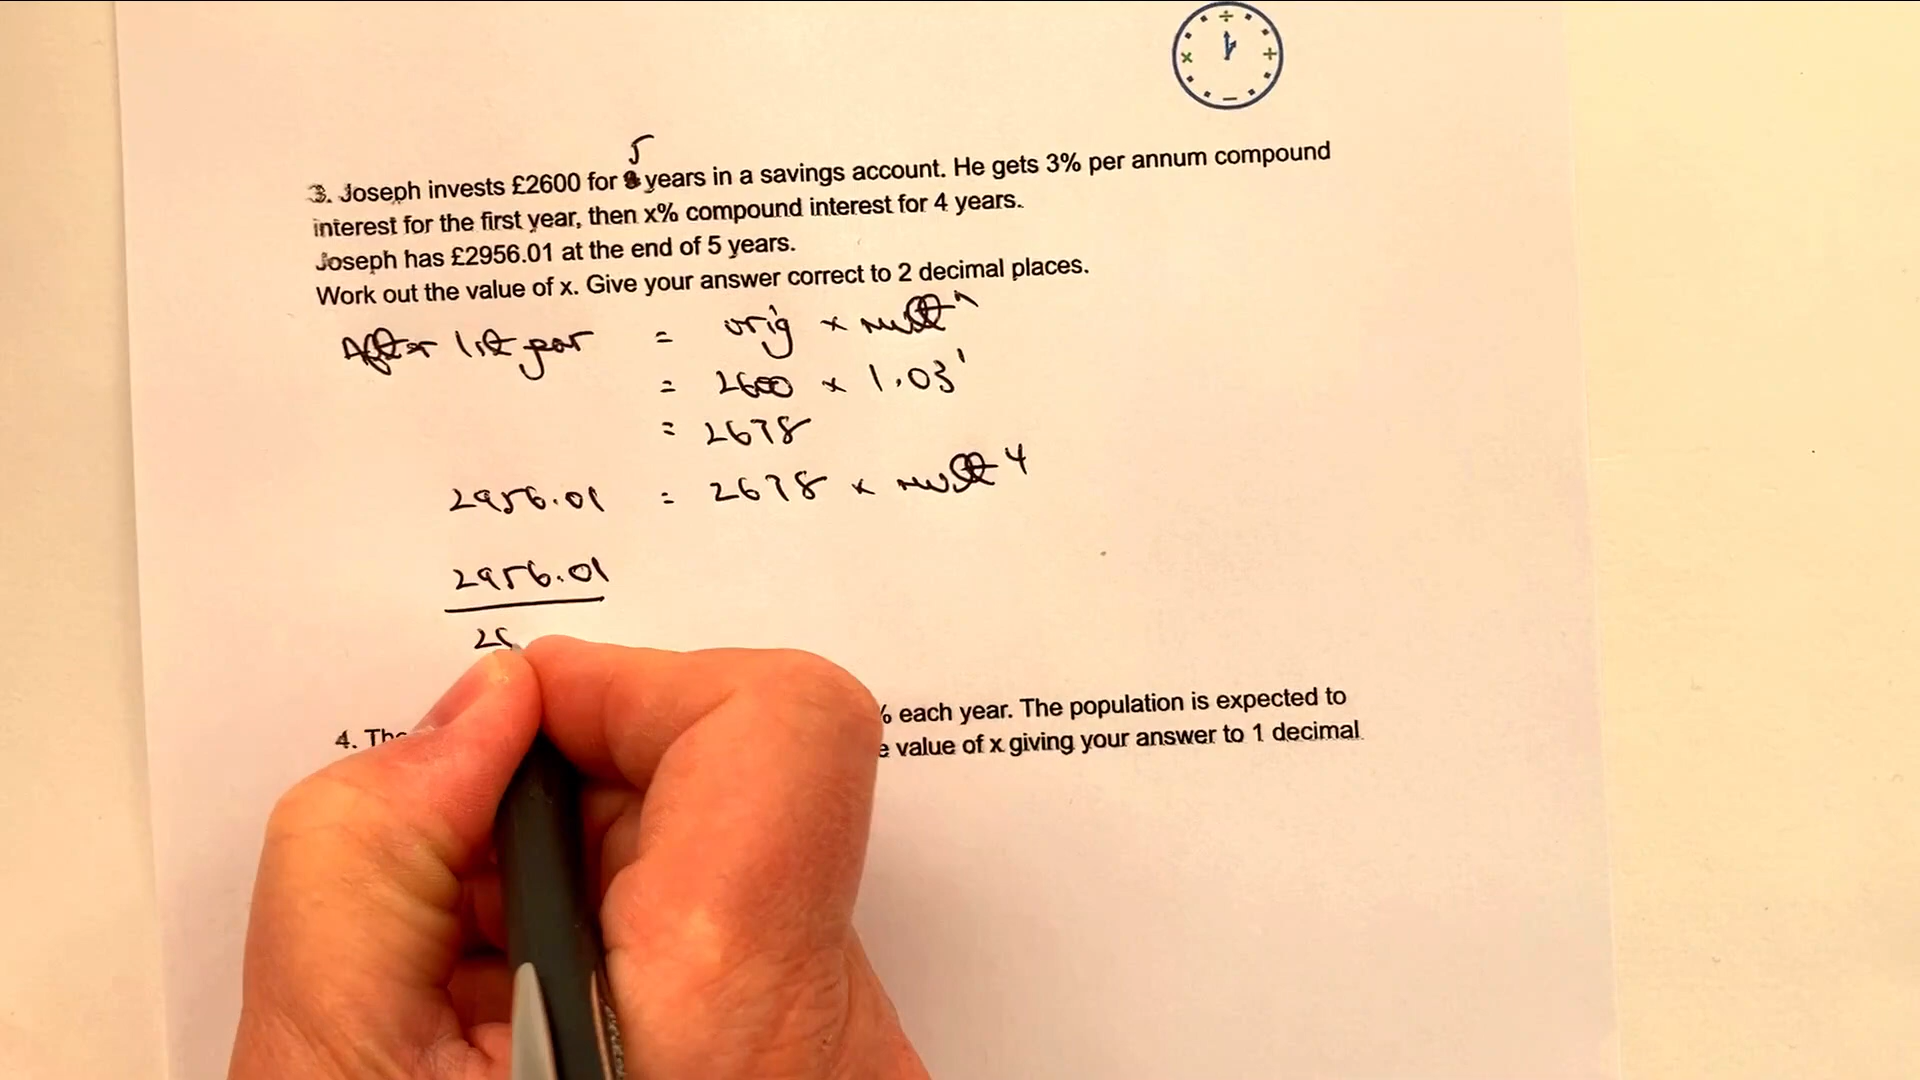 5
3. Joseph invests £2600 for years in a savings account. He gets 3% per annum compound
interest for the first year, then x% compound interest for 4 years.
Joseph has £2956.01 at the end of 5 years.
Work out the value of x. Give your answer correct to 2 decimal places.
After 1st year = orig × mult^n
= 2600 × 1.03^1
= 2678
2956.01 = 2678 × mult^4
2956.01
2
4. The % each year. The population is expected to
value of x giving your answer to 1 decimal